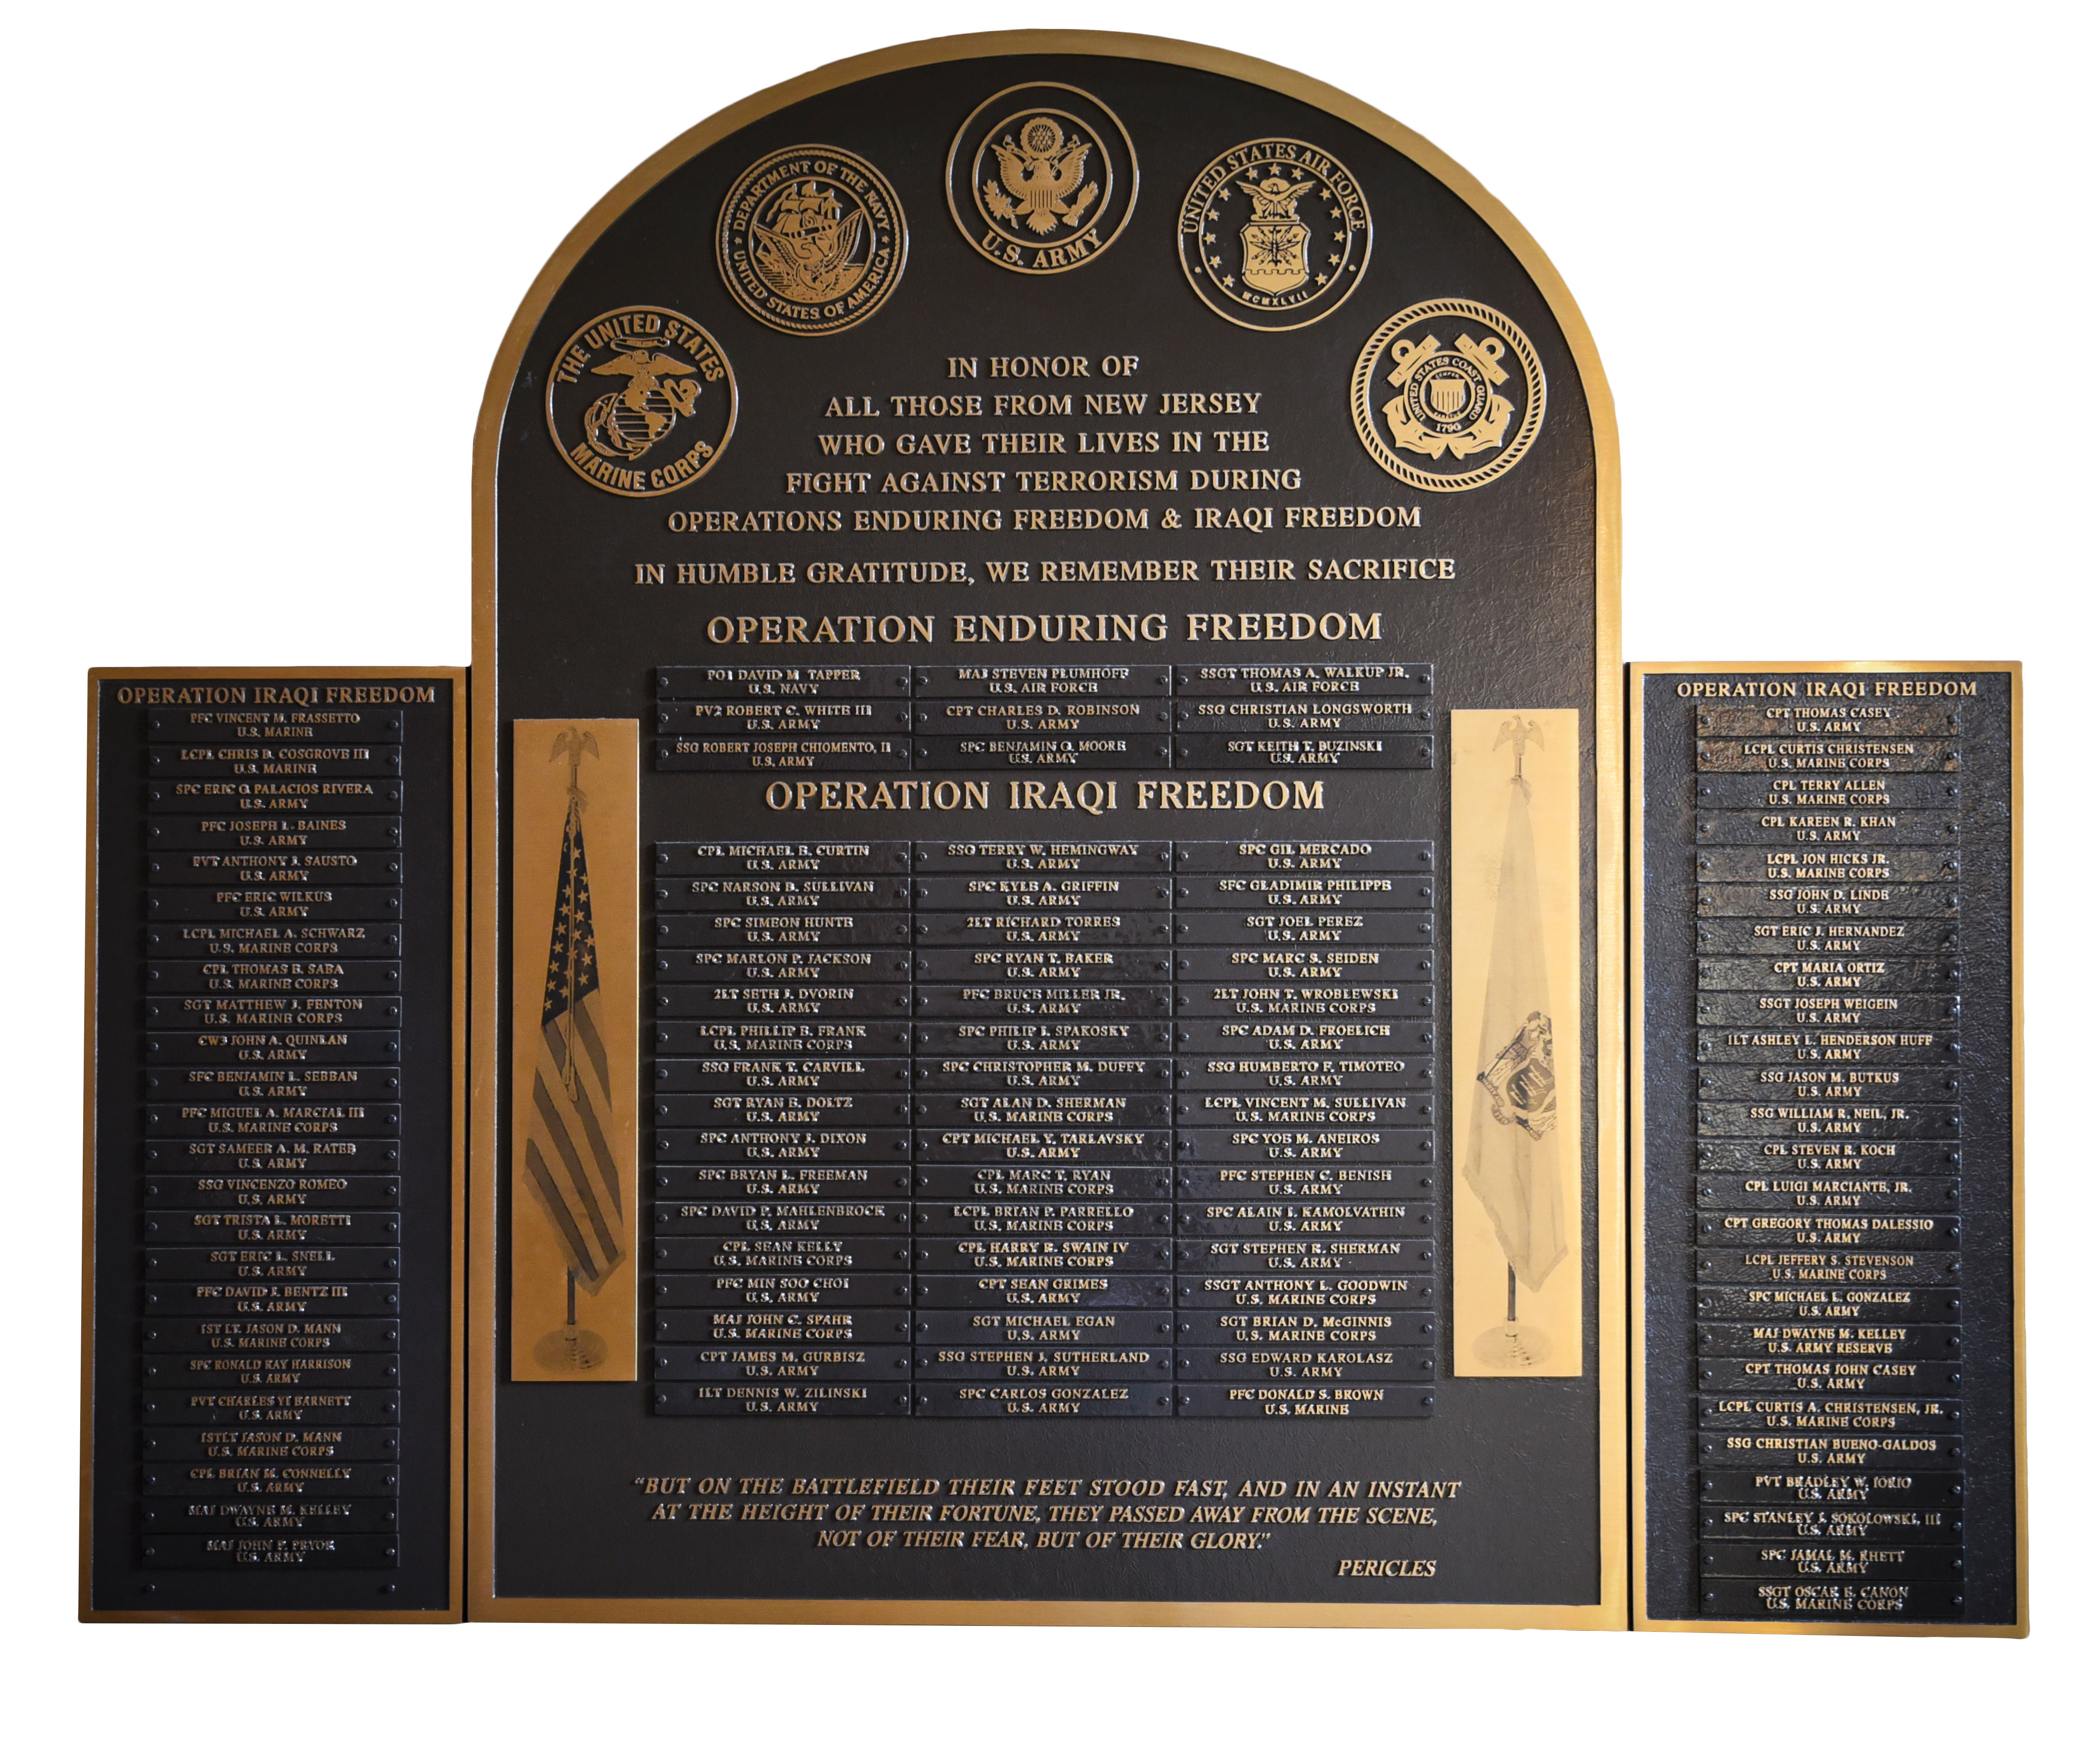 DEPARTMENT OF THE NAVY
UNITED STATES OF AMERICA
U.S. ARMY
UNITED STATES AIR FORCE
MCMXLVII
THE UNITED STATES
MARINE CORPS
UNITED STATES COAST GUARD
1790
IN HONOR OF
ALL THOSE FROM NEW JERSEY
WHO GAVE THEIR LIVES IN THE
FIGHT AGAINST TERRORISM DURING
OPERATIONS ENDURING FREEDOM & IRAQI FREEDOM
IN HUMBLE GRATITUDE, WE REMEMBER THEIR SACRIFICE
OPERATION ENDURING FREEDOM
PO1 DAVID M TAPPER
U.S. NAVY
MAJ STEVEN PLUMHOFF
U.S. AIR FORCE
SSGT THOMAS A. WALKUP JR.
U.S. AIR FORCE
PV2 ROBERT C. WHITE III
U.S. ARMY
CPT CHARLES D. ROBINSON
U.S. ARMY
SSG CHRISTIAN LONGSWORTH
U.S. ARMY
SSG ROBERT JOSEPH CHIOMENTO, II
U.S. ARMY
SPC BENJAMIN O. MOORE
U.S. ARMY
SGT KEITH T. BUZINSKI
U.S. ARMY
OPERATION IRAQI FREEDOM
CPL MICHAEL E. CURTIN
U.S. ARMY
SSG TERRY W. HEMINGWAY
U.S. ARMY
SPC GIL MERCADO
U.S. ARMY
SPC NARSON B. SULLIVAN
U.S. ARMY
SPC KYLE A. GRIFFIN
U.S. ARMY
SFC GLADIMIR PHILIPPE
U.S. ARMY
SPC SIMEON HUNTE
U.S. ARMY
2LT RICHARD TORRES
U.S. ARMY
SGT JOEL PEREZ
U.S. ARMY
SPC MARLON P. JACKSON
U.S. ARMY
SPC RYAN T. BAKER
U.S. ARMY
SPC MARC S. SEIDEN
U.S. ARMY
2LT SETH J. DVORIN
U.S. ARMY
PFC BRUCE MILLER JR.
U.S. ARMY
2LT JOHN T. WROBLEWSKI
U.S. MARINE CORPS
LCPL PHILLIP E. FRANK
U.S. MARINE CORPS
SPC PHILIP I. SPAKOSKY
U.S. ARMY
SPC ADAM D. FROELICH
U.S. ARMY
SSG FRANK T. CARVILL
U.S. ARMY
SPC CHRISTOPHER M. DUFFY
U.S. ARMY
SSG HUMBERTO F. TIMOTEO
U.S. ARMY
SGT RYAN E. DOLTZ
U.S. ARMY
SGT ALAN D. SHERMAN
U.S. MARINE CORPS
LCPL VINCENT M. SULLIVAN
U.S. MARINE CORPS
SPC ANTHONY J. DIXON
U.S. ARMY
CPT MICHAEL Y. TARLAVSKY
U.S. ARMY
SPC YOE M. ANEIROS
U.S. ARMY
SPC BRYAN L. FREEMAN
U.S. ARMY
CPL MARC T. RYAN
U.S. MARINE CORPS
PFC STEPHEN C. BENISH
U.S. ARMY
SPC DAVID P. MAHLENBROCK
U.S. ARMY
LCPL BRIAN P. PARRELLO
U.S. MARINE CORPS
SPC ALAIN L. KAMOLVATHIN
U.S. ARMY
CPL SEAN KELLY
U.S. MARINE CORPS
CPL HARRY R. SWAIN IV
U.S. MARINE CORPS
SGT STEPHEN R. SHERMAN
U.S. ARMY
PFC MIN SOO CHOI
U.S. ARMY
CPT SEAN GRIMES
U.S. ARMY
SSGT ANTHONY L. GOODWIN
U.S. MARINE CORPS
MAJ JOHN C. SPAHR
U.S. MARINE CORPS
SGT MICHAEL EGAN
U.S. ARMY
SGT BRIAN D. McGINNIS
U.S. MARINE CORPS
CPT JAMES M. GURBISZ
U.S. ARMY
SSG STEPHEN J. SUTHERLAND
U.S. ARMY
SSG EDWARD KAROLASZ
U.S. ARMY
1LT DENNIS W. ZILINSKI
U.S. ARMY
SPC CARLOS GONZALEZ
U.S. ARMY
PFC DONALD S. BROWN
U.S. MARINE
"BUT ON THE BATTLEFIELD THEIR FEET STOOD FAST, AND IN AN INSTANT
AT THE HEIGHT OF THEIR FORTUNE, THEY PASSED AWAY FROM THE SCENE,
NOT OF THEIR FEAR, BUT OF THEIR GLORY."
PERICLES
OPERATION IRAQI FREEDOM
PFC VINCENT M. FRASSETTO
U.S. MARINE
LCPL CHRIS B. COSGROVE III
U.S. MARINE
SPC ERIC O. PALACIOS RIVERA
U.S. ARMY
PFC JOSEPH L. BAINES
U.S. ARMY
PVT ANTHONY J. SAUSTO
U.S. ARMY
PFC ERIC WILKUS
U.S. ARMY
LCPL MICHAEL A. SCHWARZ
U.S. MARINE CORPS
CPL THOMAS E. SABA
U.S. MARINE CORPS
SGT MATTHEW J. FENTON
U.S. MARINE CORPS
CW3 JOHN A. QUINLAN
U.S. ARMY
SFC BENJAMIN L. SEBBAN
U.S. ARMY
PFC MIGUEL A. MARCIAL III
U.S. MARINE CORPS
SGT SAMEER A. M. RATEB
U.S. ARMY
SSG VINCENZO ROMEO
U.S. ARMY
SGT TRISTA L. MORETTI
U.S. ARMY
SGT ERIC L. SNELL
U.S. ARMY
PFC DAVID J. BENTZ III
U.S. ARMY
1ST LT. JASON D. MANN
U.S. MARINE CORPS
SPC RONALD RAY HARRISON
U.S. ARMY
PVT CHARLES YI BARNETT
U.S. ARMY
1STLT JASON D. MANN
U.S. MARINE CORPS
CPL BRIAN M. CONNELLY
U.S. ARMY
MAJ DWAYNE M. KELLEY
U.S. ARMY
MAJ JOHN P. PRYOR
U.S. ARMY
OPERATION IRAQI FREEDOM
CPT THOMAS CASEY
U.S. ARMY
LCPL CURTIS CHRISTENSEN
U.S. MARINE CORPS
CPL TERRY ALLEN
U.S. MARINE CORPS
CPL KAREEN R. KHAN
U.S. ARMY
LCPL JON HICKS JR.
U.S. MARINE CORPS
SSG JOHN D. LINDE
U.S. ARMY
SGT ERIC J. HERNANDEZ
U.S. ARMY
CPT MARIA ORTIZ
U.S. ARMY
SSGT JOSEPH WEIGEIN
U.S. ARMY
1LT ASHLEY L. HENDERSON HUFF
U.S. ARMY
SSG JASON M. BUTKUS
U.S. ARMY
SSG WILLIAM R. NEIL, JR.
U.S. ARMY
CPL STEVEN R. KOCH
U.S. ARMY
CPL LUIGI MARCIANTE, JR.
U.S. ARMY
CPT GREGORY THOMAS DALESSIO
U.S. ARMY
LCPL JEFFERY S. STEVENSON
U.S. MARINE CORPS
SPC MICHAEL L. GONZALEZ
U.S. ARMY
MAJ DWAYNE M. KELLEY
U.S. ARMY RESERVE
CPT THOMAS JOHN CASEY
U.S. ARMY
LCPL CURTIS A. CHRISTENSEN, JR.
U.S. MARINE CORPS
SSG CHRISTIAN BUENO-GALDOS
U.S. ARMY
PVT BRADLEY W. IORIO
U.S. ARMY
SPC STANLEY J. SOKOLOWSKI, III
U.S. ARMY
SPC JAMAL M. RHETT
U.S. ARMY
SSGT OSCAR E. CANON
U.S. MARINE CORPS